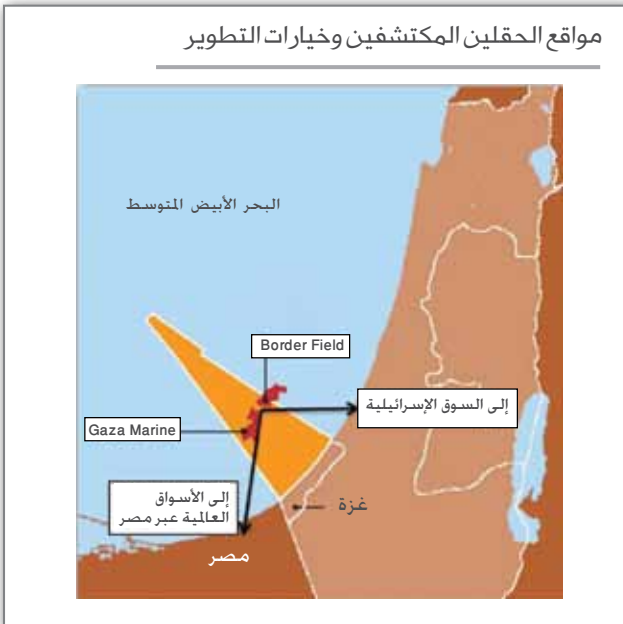 مواقع الحقلين المكتشفين وخيارات التطوير
البحر الأبيض المتوسط
Border Field
إلى السوق الإسرائيلية
Gaza Marine
إلى الأسواق
العالمية عبر مصر
غزة
مصر